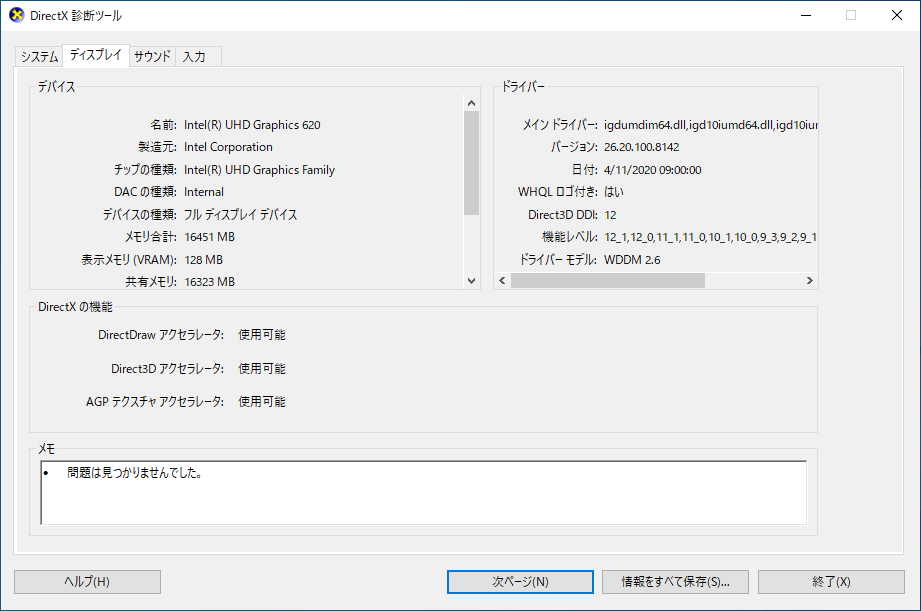 DirectX 診断ツール
システム ディスプレイ サウンド 入力
デバイス
名前: Intel(R) UHD Graphics 620
製造元: Intel Corporation
チップの種類: Intel(R) UHD Graphics Family
DAC の種類: Internal
デバイスの種類: フル ディスプレイ デバイス
メモリ合計: 16451 MB
表示メモリ (VRAM): 128 MB
共有メモリ: 16323 MB
ドライバー
メイン ドライバー: igdumdim64.dll,igd10iumd64.dll,igd10iur
バージョン: 26.20.100.8142
日付: 4/11/2020 09:00:00
WHQL ロゴ付き: はい
Direct3D DDI: 12
機能レベル: 12_1,12_0,11_1,11_0,10_1,10_0,9_3,9_2,9_1
ドライバー モデル: WDDM 2.6
DirectX の機能
DirectDraw アクセラレータ: 使用可能
Direct3D アクセラレータ: 使用可能
AGP テクスチャ アクセラレータ: 使用可能
メモ
• 問題は見つかりませんでした。
ヘルプ(H) 次ページ(N) 情報をすべて保存(S)... 終了(X)